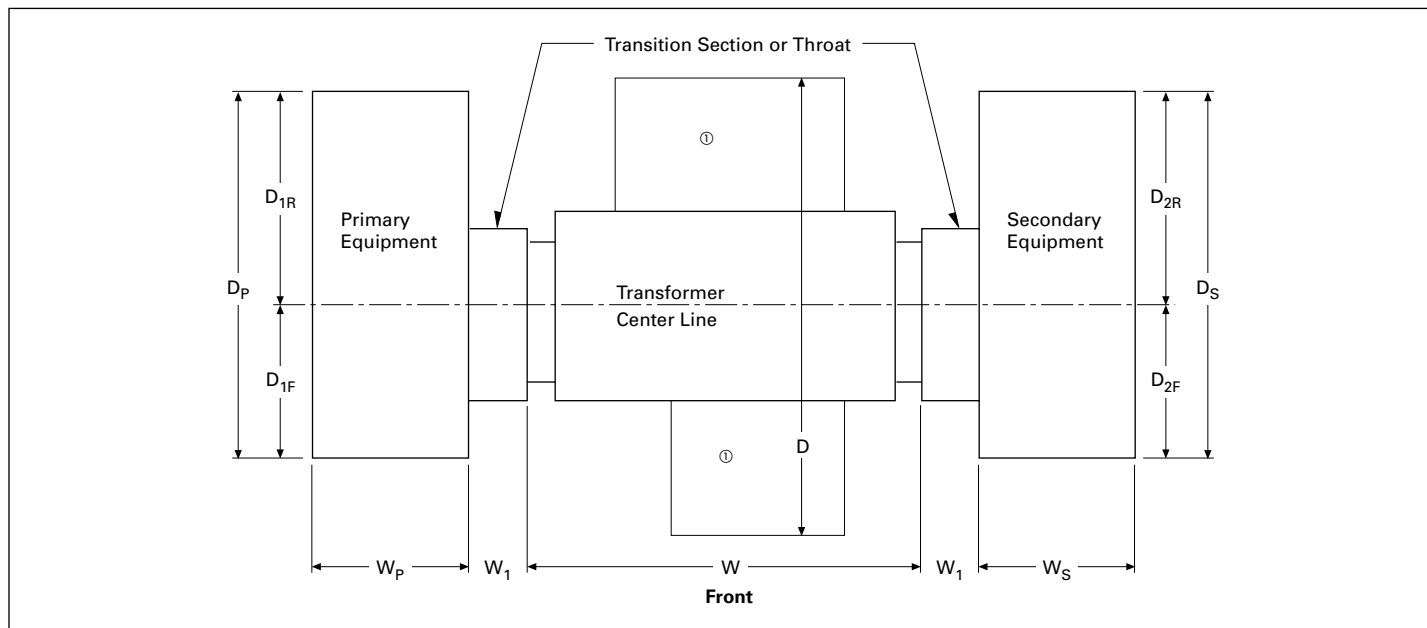 Transition Section or Throat
①
D1R
Primary
Equipment
Secondary
Equipment
D2R
DP
Transformer
Center Line
DS
D1F
D2F
D
①
WP
W1
W
W1
WS
Front